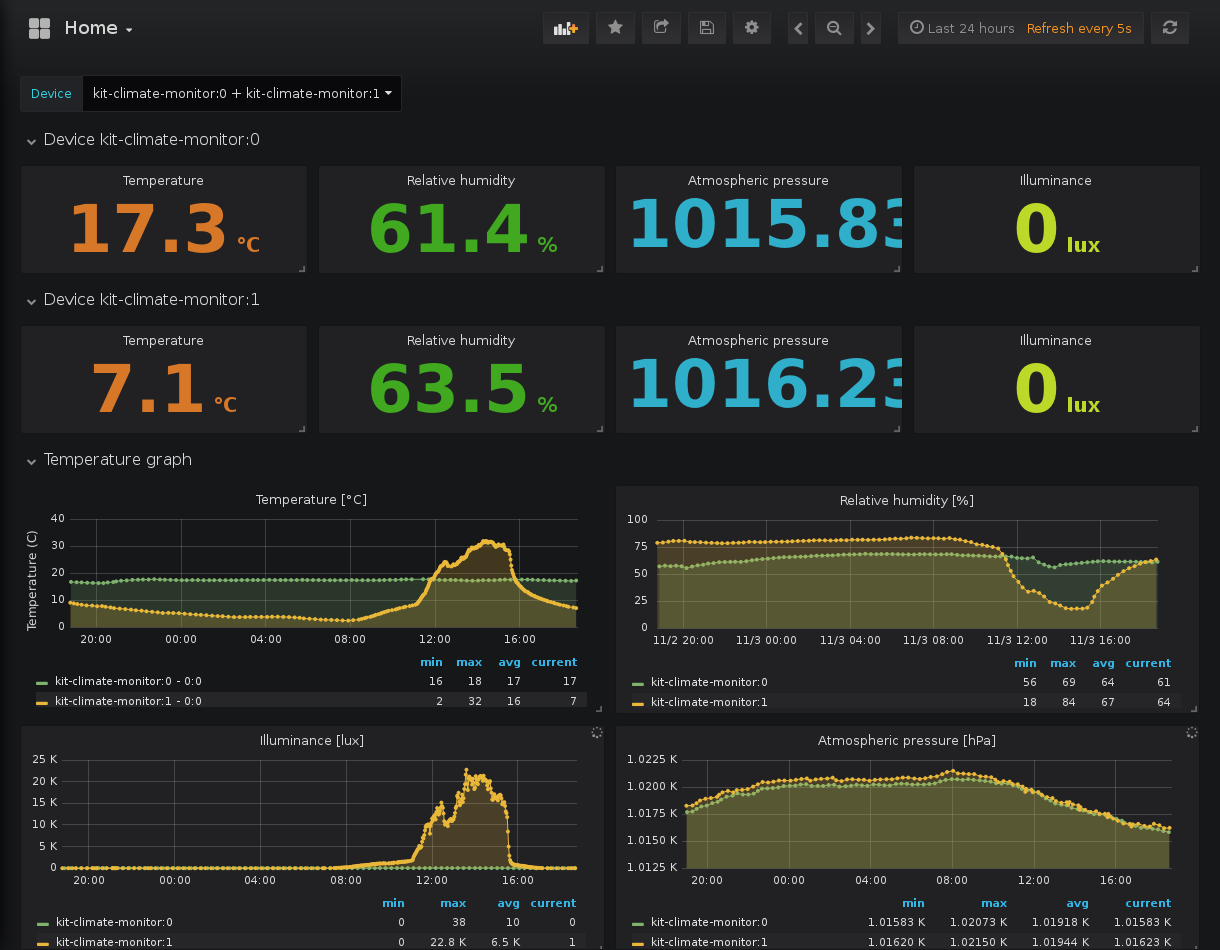 Home
Last 24 hours Refresh every 5s
Device kit-climate-monitor:0 + kit-climate-monitor:1
Device kit-climate-monitor:0
Temperature Relative humidity Atmospheric pressure Illuminance
17.3 °C 61.4 % 1015.83 0 lux
Device kit-climate-monitor:1
Temperature Relative humidity Atmospheric pressure Illuminance
7.1 °C 63.5 % 1016.23 0 lux
Temperature graph
Temperature [°C]
Temperature (C)
40
30
20
10
0
20:00 00:00 04:00 08:00 12:00 16:00
min max avg current
kit-climate-monitor:0 - 0:0 16 18 17 17
kit-climate-monitor:1 - 0:0 2 32 16 7
Relative humidity [%]
100
75
50
25
0
11/2 20:00 11/3 00:00 11/3 04:00 11/3 08:00 11/3 12:00 11/3 16:00
min max avg current
kit-climate-monitor:0 56 69 64 61
kit-climate-monitor:1 18 84 67 64
Illuminance [lux]
25 K
20 K
15 K
10 K
5 K
0
20:00 00:00 04:00 08:00 12:00 16:00
min max avg current
kit-climate-monitor:0 0 38 10 0
kit-climate-monitor:1 0 22.8 K 6.5 K 1
Atmospheric pressure [hPa]
1.0225 K
1.0200 K
1.0175 K
1.0150 K
1.0125 K
20:00 00:00 04:00 08:00 12:00 16:00
min max avg current
kit-climate-monitor:0 1.01583 K 1.02073 K 1.01918 K 1.01583 K
kit-climate-monitor:1 1.01620 K 1.02150 K 1.01944 K 1.01623 K